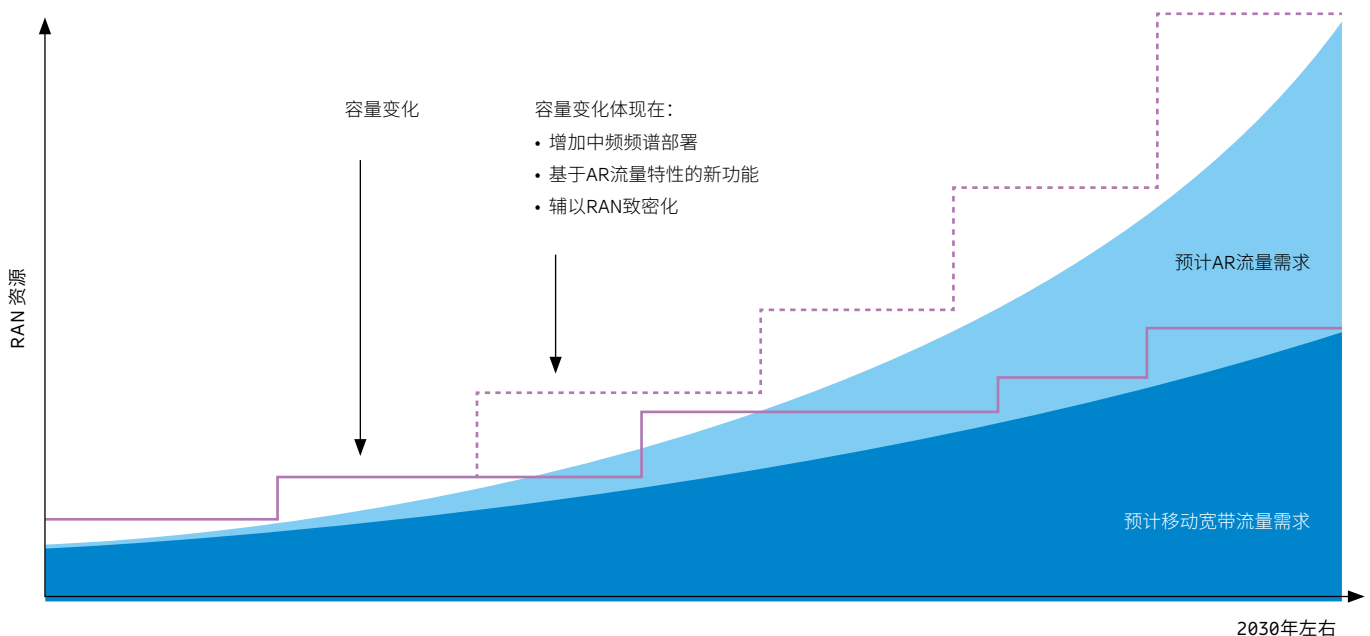 容量变化
容量变化体现在：
• 增加中频频谱部署
• 基于AR流量特性的新功能
• 辅以RAN致密化
RAN 资源
预计AR流量需求
预计移动宽带流量需求
2030年左右